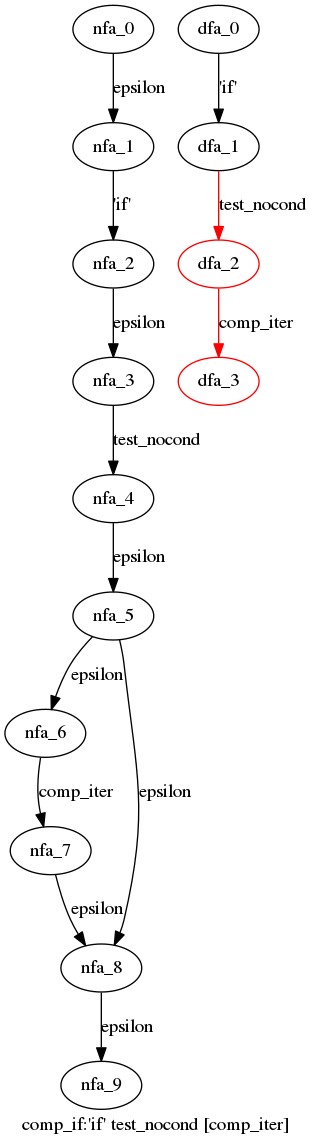 nfa_0 dfa_0
epsilon 'if'
nfa_1 dfa_1
'if' test_nocond
nfa_2 dfa_2
epsilon comp_iter
nfa_3 dfa_3
test_nocond
nfa_4
epsilon
nfa_5
epsilon
nfa_6
comp_iter epsilon
nfa_7
epsilon
nfa_8
epsilon
nfa_9
comp_if:'if' test_nocond [comp_iter]